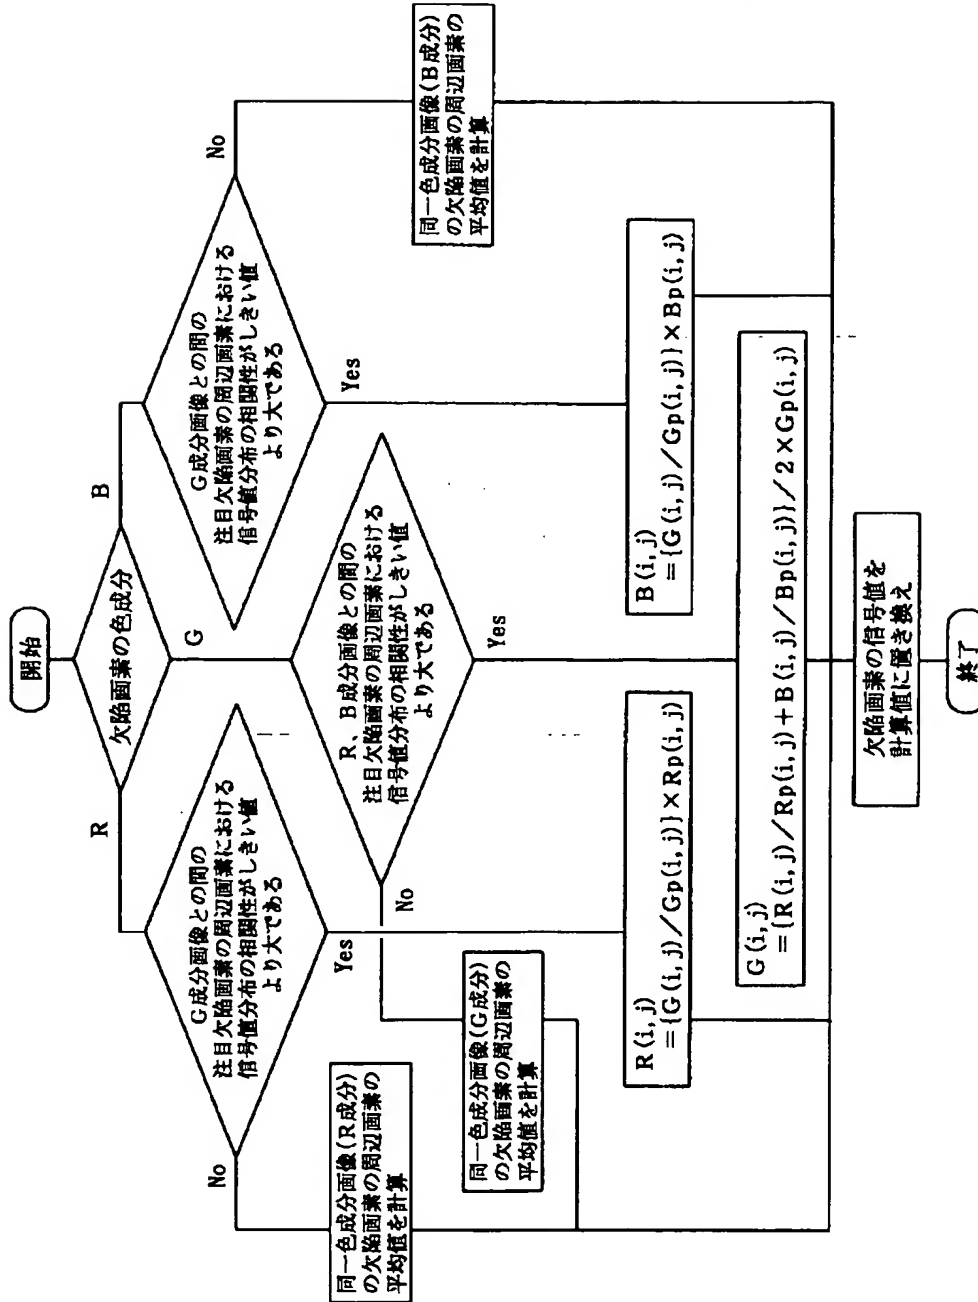 開始
欠陥画素の色成分
R
G
B
G成分画像との間の
注目欠陥画素の周辺画素における
信号値分布の相関性がしきい値
より大である
No
Yes
R、B成分画像との間の
注目欠陥画素の周辺画素における
信号値分布の相関性がしきい値
より大である
No
Yes
G成分画像との間の
注目欠陥画素の周辺画素における
信号値分布の相関性がしきい値
より大である
No
Yes
同一色成分画像(R成分)
の欠陥画素の周辺画素の
平均値を計算
同一色成分画像(G成分)
の欠陥画素の周辺画素の
平均値を計算
同一色成分画像(B成分)
の欠陥画素の周辺画素の
平均値を計算
R(i,j)
={G(i,j)/Gp(i,j)}×Rp(i,j)
B(i,j)
={G(i,j)/Gp(i,j)}×Bp(i,j)
G(i,j)
={R(i,j)/Rp(i,j)+B(i,j)/Bp(i,j)}/2×Gp(i,j)
欠陥画素の信号値を
計算値に置き換え
終了